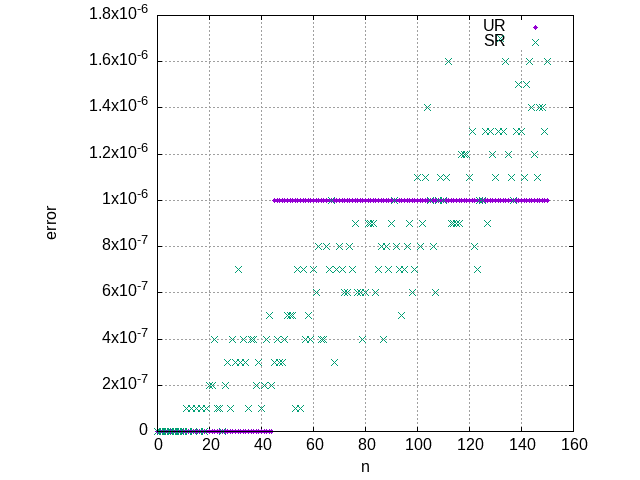 1.8x10⁻⁶
UR
SR
1.6x10⁻⁶
1.4x10⁻⁶
1.2x10⁻⁶
1x10⁻⁶
error
8x10⁻⁷
6x10⁻⁷
4x10⁻⁷
2x10⁻⁷
0
0 20 40 60 80 100 120 140 160
n